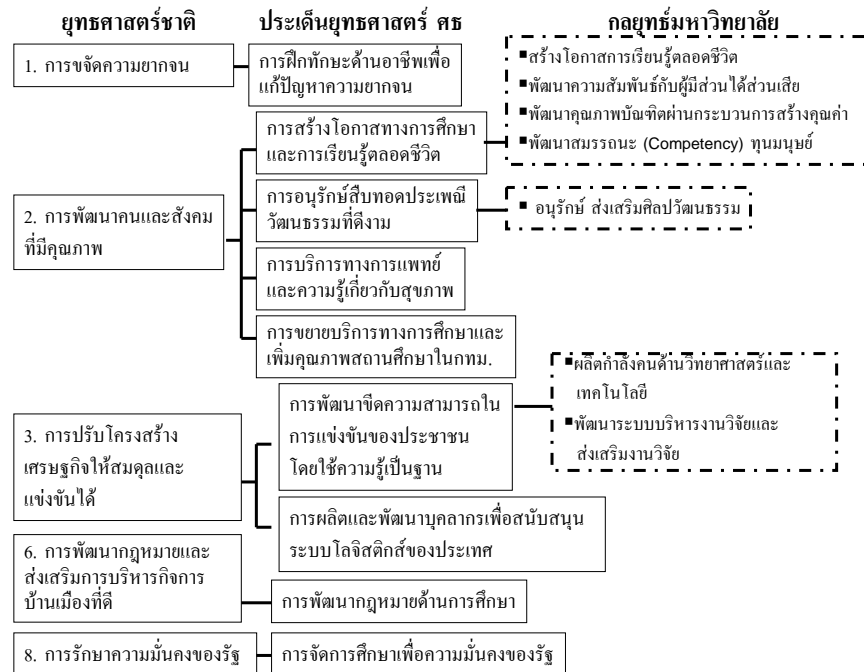 ยุทธศาสตร์ชาติ
ประเด็นยุทธศาสตร์ ศธ
กลยุทธ์มหาวิทยาลัย
1. การขจัดความยากจน
การฝึกทักษะด้านอาชีพเพื่อ
แก้ปัญหาความยากจน
▪สร้างโอกาสการเรียนรู้ตลอดชีวิต
▪พัฒนาความสัมพันธ์กับผู้มีส่วนได้ส่วนเสีย
▪พัฒนาคุณภาพบัณฑิตผ่านกระบวนการสร้างคุณค่า
▪พัฒนาสมรรถนะ (Competency) ทุนมนุษย์
2. การพัฒนาคนและสังคม
ที่มีคุณภาพ
การสร้างโอกาสทางการศึกษา
และการเรียนรู้ตลอดชีวิต
การอนุรักษ์สืบทอดประเพณี
วัฒนธรรมที่ดีงาม
▪ อนุรักษ์ ส่งเสริมศิลปวัฒนธรรม
การบริการทางการแพทย์
และความรู้เกี่ยวกับสุขภาพ
การขยายบริการทางการศึกษาและ
เพิ่มคุณภาพสถานศึกษาในกทม.
3. การปรับโครงสร้าง
เศรษฐกิจให้สมดุลและ
แข่งขันได้
การพัฒนาขีดความสามารถใน
การแข่งขันของประชาชน
โดยใช้ความรู้เป็นฐาน
▪ผลิตกำลังคนด้านวิทยาศาสตร์และ
เทคโนโลยี
▪พัฒนาระบบบริหารงานวิจัยและ
ส่งเสริมงานวิจัย
การผลิตและพัฒนาบุคลากรเพื่อสนับสนุน
ระบบโลจิสติกส์ของประเทศ
6. การพัฒนากฎหมายและ
ส่งเสริมการบริหารกิจการ
บ้านเมืองที่ดี
การพัฒนากฎหมายด้านการศึกษา
8. การรักษาความมั่นคงของรัฐ
การจัดการศึกษาเพื่อความมั่นคงของรัฐ